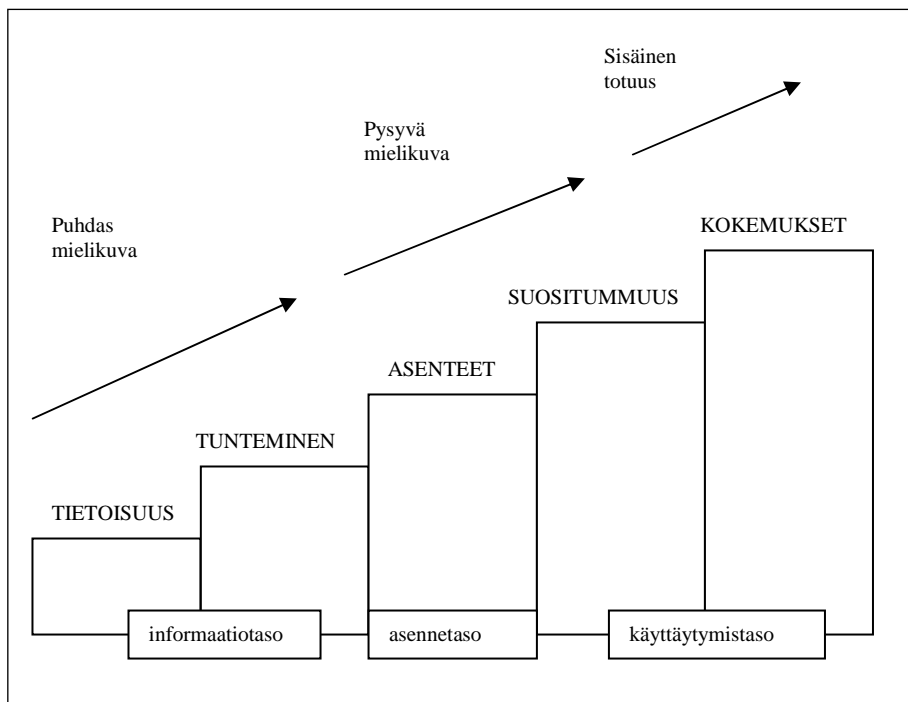 Sisäinen
totuus
Pysyvä
mielikuva
Puhdas
mielikuva
KOKEMUKSET
SUOSITUMMUUS
ASENTEET
TUNTEMINEN
TIETOISUUS
informaatiotaso
asennetaso
käyttäytymistaso